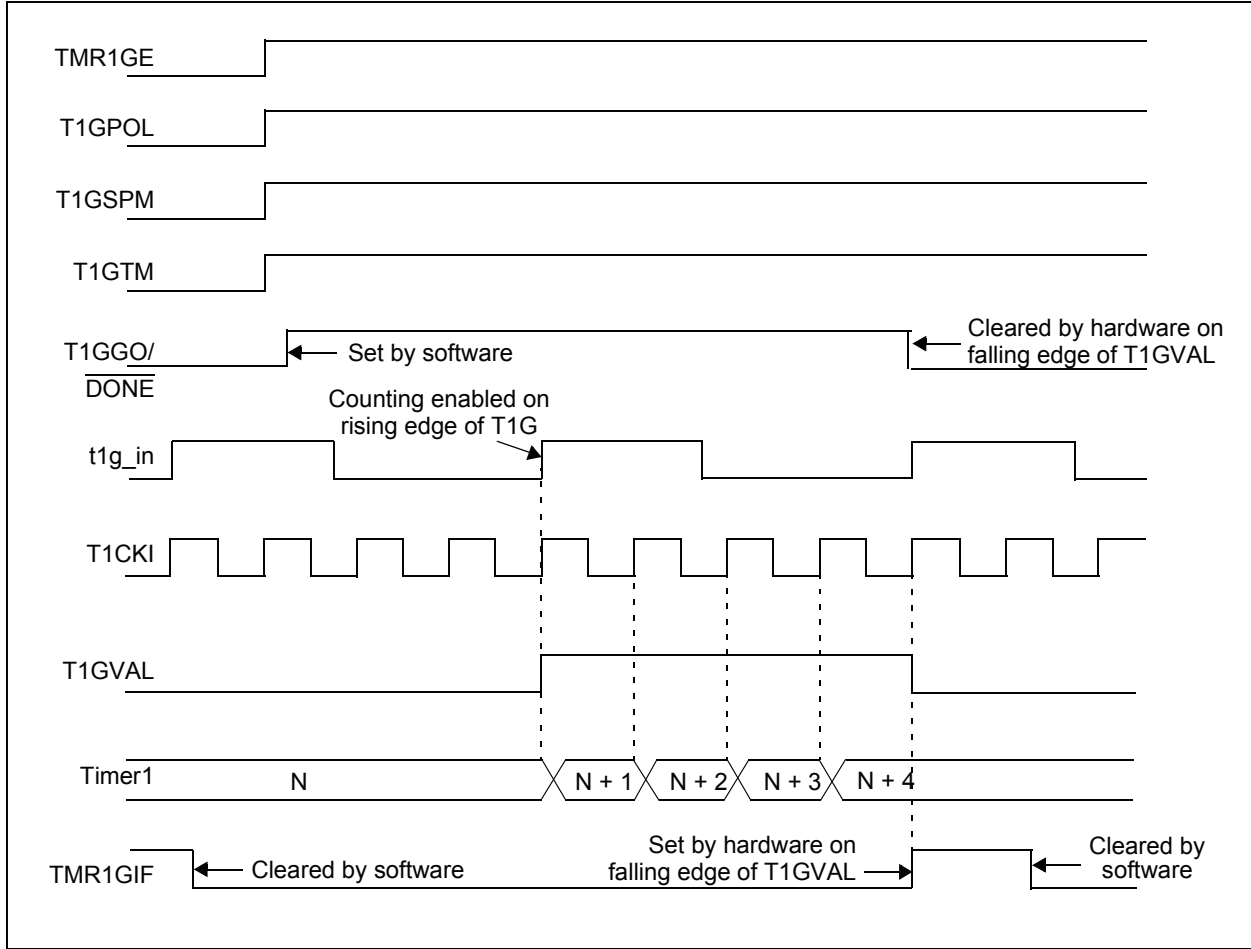 TMR1GE
T1GPOL
T1GSPM
T1GTM
T1GGO/
DONE
Set by software
Cleared by hardware on
falling edge of T1GVAL
Counting enabled on
rising edge of T1G
t1g_in
T1CKI
T1GVAL
Timer1
N
N + 1
N + 2
N + 3
N + 4
TMR1GIF
Cleared by software
Set by hardware on
falling edge of T1GVAL
Cleared by
software